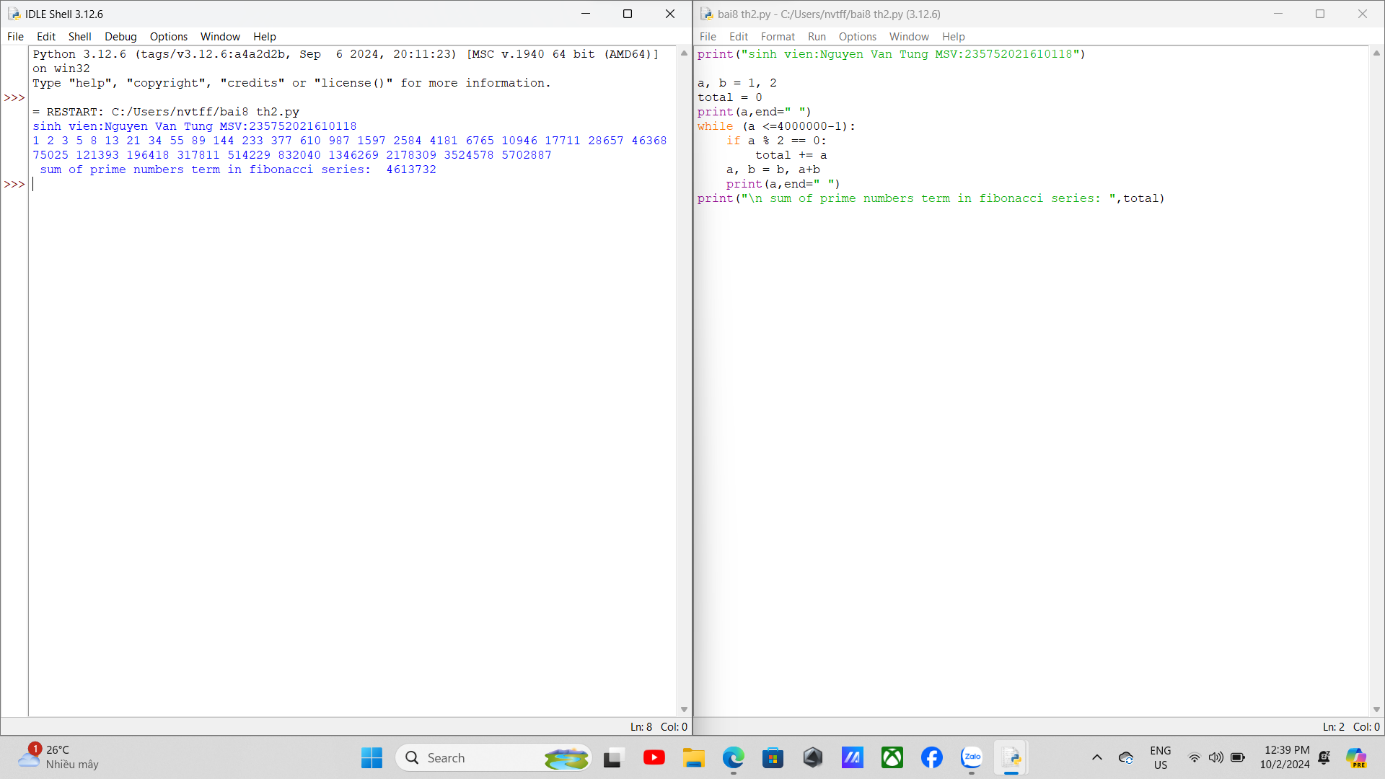 IDLE Shell 3.12.6
File Edit Shell Debug Options Window Help
Python 3.12.6 (tags/v3.12.6:a4a2d2b, Sep  6 2024, 20:11:23) [MSC v.1940 64 bit (AMD64)]
on win32
Type "help", "copyright", "credits" or "license()" for more information.
>>>
= RESTART: C:/Users/nvtff/bai8 th2.py
sinh vien:Nguyen Van Tung MSV:235752021610118
1 2 3 5 8 13 21 34 55 89 144 233 377 610 987 1597 2584 4181 6765 10946 17711 28657 46368
75025 121393 196418 317811 514229 832040 1346269 2178309 3524578 5702887
 sum of prime numbers term in fibonacci series:  4613732
>>>
Ln: 8 Col: 0
bai8 th2.py - C:/Users/nvtff/bai8 th2.py (3.12.6)
File Edit Format Run Options Window Help
print("sinh vien:Nguyen Van Tung MSV:235752021610118")
a, b = 1, 2
total = 0
print(a,end=" ")
while (a <=4000000-1):
    if a % 2 == 0:
        total += a
    a, b = b, a+b
    print(a,end=" ")
print("\n sum of prime numbers term in fibonacci series: ",total)
Ln: 2 Col: 0
1
26°C
Nhiều mây
Search
Zalo
ENG
US
12:39 PM
10/2/2024
PRE